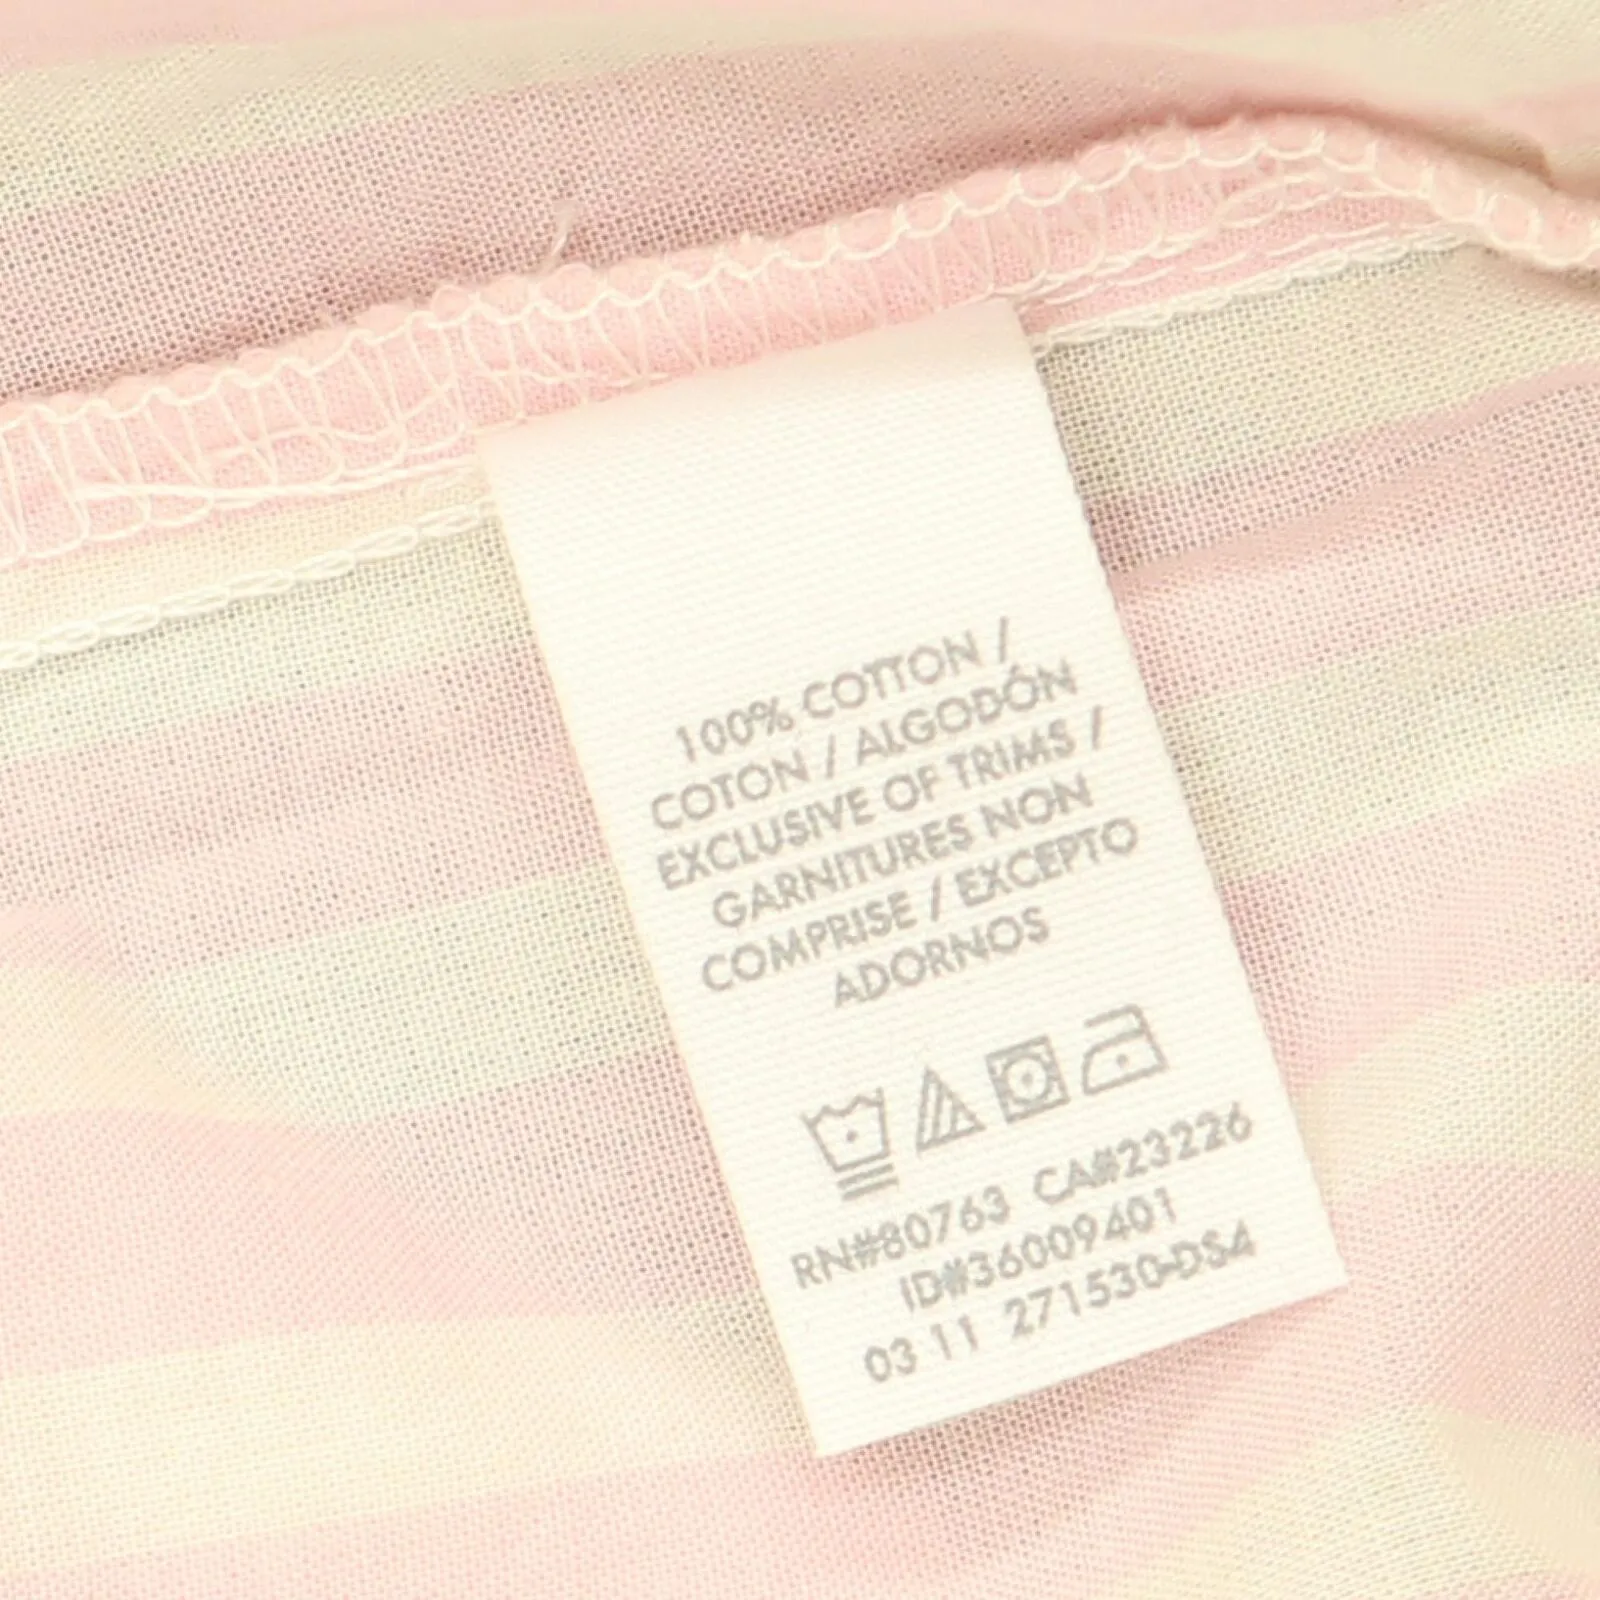 100% COTTON /
COTON / ALGODÓN
EXCLUSIVE OF TRIMS /
GARNITURES NON
COMPRISE / EXCEPTO
ADORNOS
RN#80763 CA#23226
ID#36009401
03 11 271530-DS4